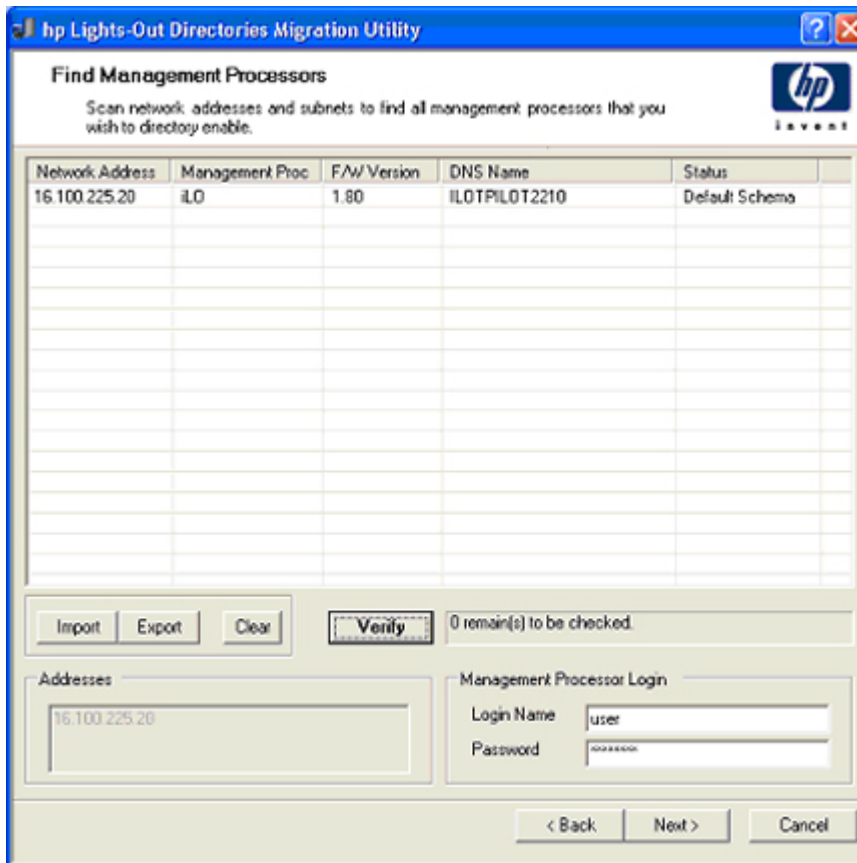 hp Lights-Out Directories Migration Utility
Find Management Processors
Scan network addresses and subnets to find all management processors that you
wish to directory enable.
hp
invent
Network Address Management Proc F/W Version DNS Name Status
16.100.225.20 iLO 1.80 ILOTPILOT2210 Default Schema
Import Export Clear Verify 0 remain(s) to be checked.
Addresses
16.100.225.20
Management Processor Login
Login Name user
Password *******
< Back Next > Cancel